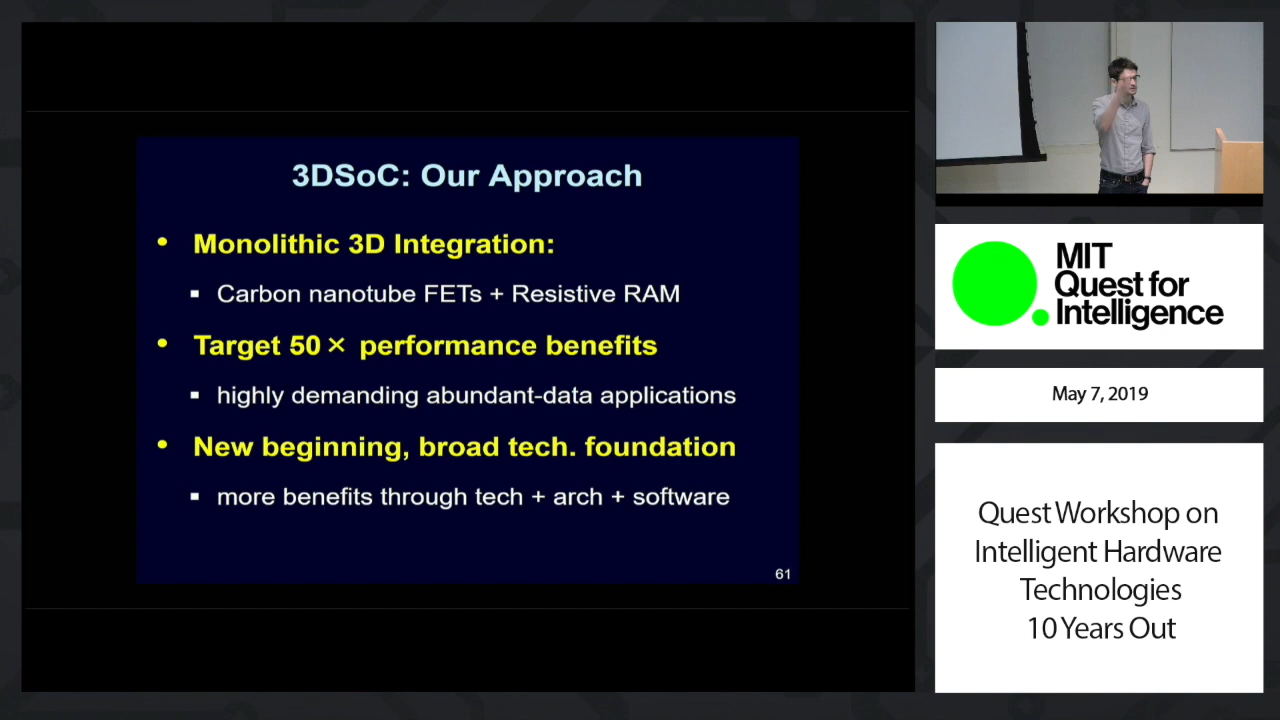 3DSoC: Our Approach
• Monolithic 3D Integration:
▪ Carbon nanotube FETs + Resistive RAM
• Target 50× performance benefits
▪ highly demanding abundant-data applications
• New beginning, broad tech. foundation
▪ more benefits through tech + arch + software
61
MIT
Quest for
Intelligence
May 7, 2019
Quest Workshop on
Intelligent Hardware
Technologies
10 Years Out